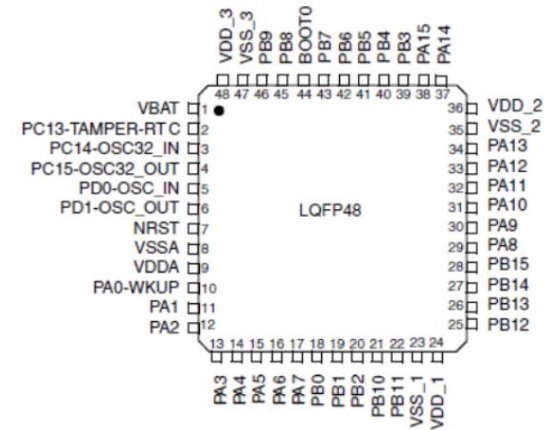 VDD_3
VSS_3
PB9
PB8
BOOT0
PB7
PB6
PB5
PB4
PB3
PA15
PA14
48 47 46 45 44 43 42 41 40 39 38 37
VBAT 1
PC13-TAMPER-RTC 2
PC14-OSC32_IN 3
PC15-OSC32_OUT 4
PD0-OSC_IN 5
PD1-OSC_OUT 6
NRST 7
VSSA 8
VDDA 9
PA0-WKUP 10
PA1 11
PA2 12
LQFP48
36 VDD_2
35 VSS_2
34 PA13
33 PA12
32 PA11
31 PA10
30 PA9
29 PA8
28 PB15
27 PB14
26 PB13
25 PB12
13 14 15 16 17 18 19 20 21 22 23 24
PA3
PA4
PA5
PA6
PA7
PB0
PB1
PB2
PB10
PB11
VSS_1
VDD_1